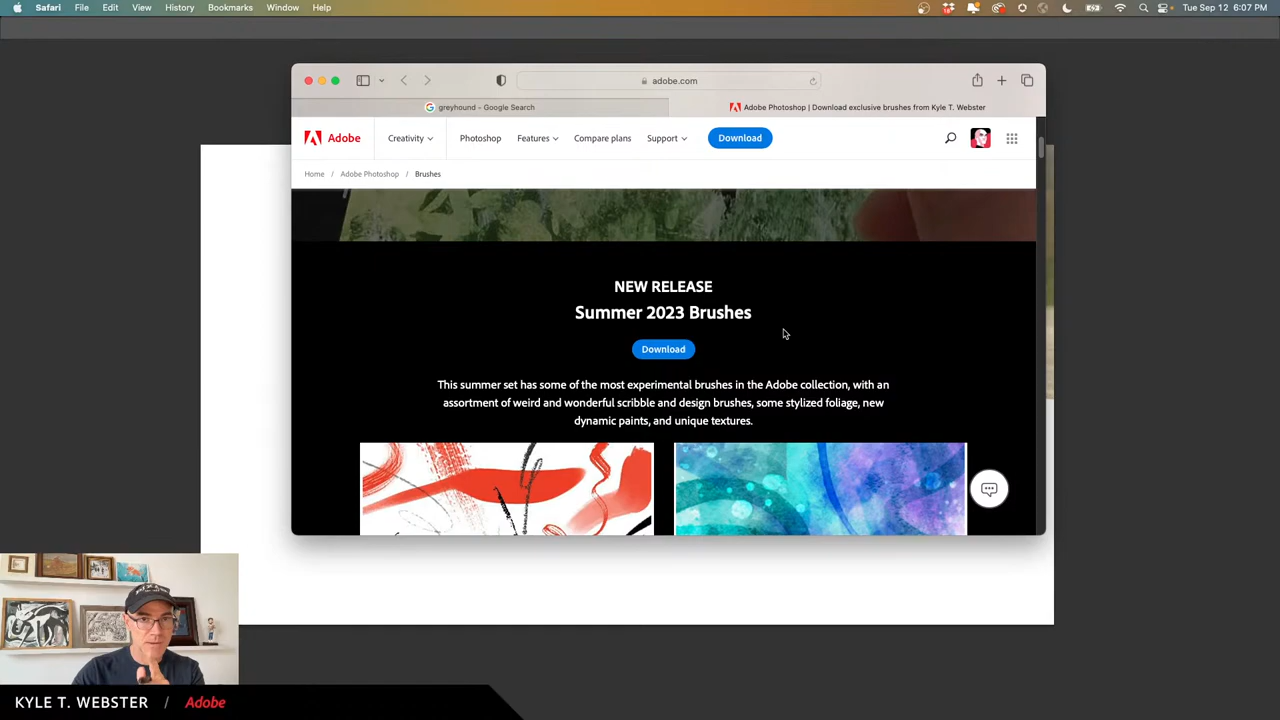 Safari File Edit View History Bookmarks Window Help
Tue Sep 12 6:07 PM
adobe.com
greyhound - Google Search
Adobe Photoshop | Download exclusive brushes from Kyle T. Webster
Adobe Creativity Photoshop Features Compare plans Support Download
Home / Adobe Photoshop / Brushes
NEW RELEASE
Summer 2023 Brushes
Download
This summer set has some of the most experimental brushes in the Adobe collection, with an
assortment of weird and wonderful scribble and design brushes, some stylized foliage, new
dynamic paints, and unique textures.
KYLE T. WEBSTER / Adobe